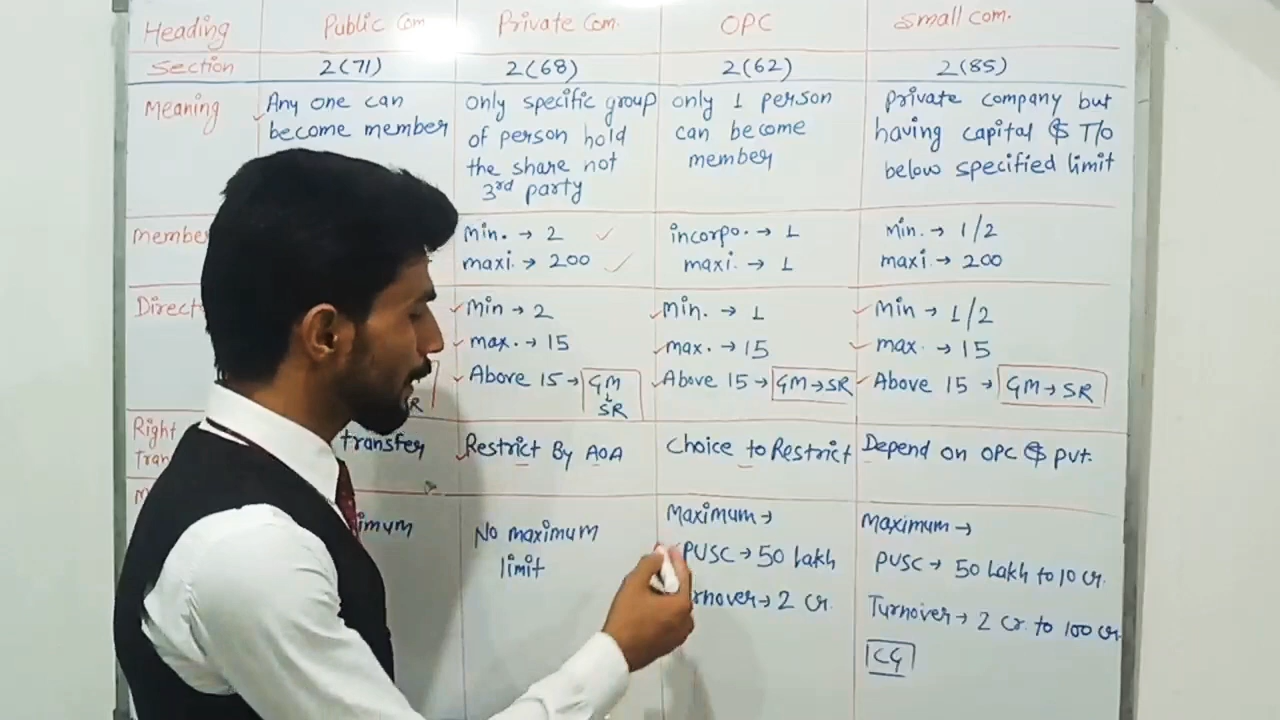 Heading Public Com Private Com. OPC Small com.
Section 2(71) 2(68) 2(62) 2(85)
Meaning
Any one can
become member
only specific group
of person hold
the share not
3rd party
only 1 person
can become
member
private company but
having capital & T/o
below specified limit
Member
min. → 2
maxi. → 200
incorpo. → 1
maxi. → 1
Min. → 1/2
maxi. → 200
Direct
Min → 2
max. → 15
Above 15 → GM
↓
SR
Min. → 1
max. → 15
Above 15 → GM → SR
Min → 1/2
max. → 15
Above 15 → GM → SR
Right
Tran
transfer
Restrict By AOA
Choice to Restrict
Depend on OPC & pvt.
No maximum
limit
Maximum →
PUSC → 50 lakh
rnover → 2 Cr.
Maximum →
PUSC → 50 Lakh to 10 Cr.
Turnover → 2 Cr. to 100 Cr.
CG